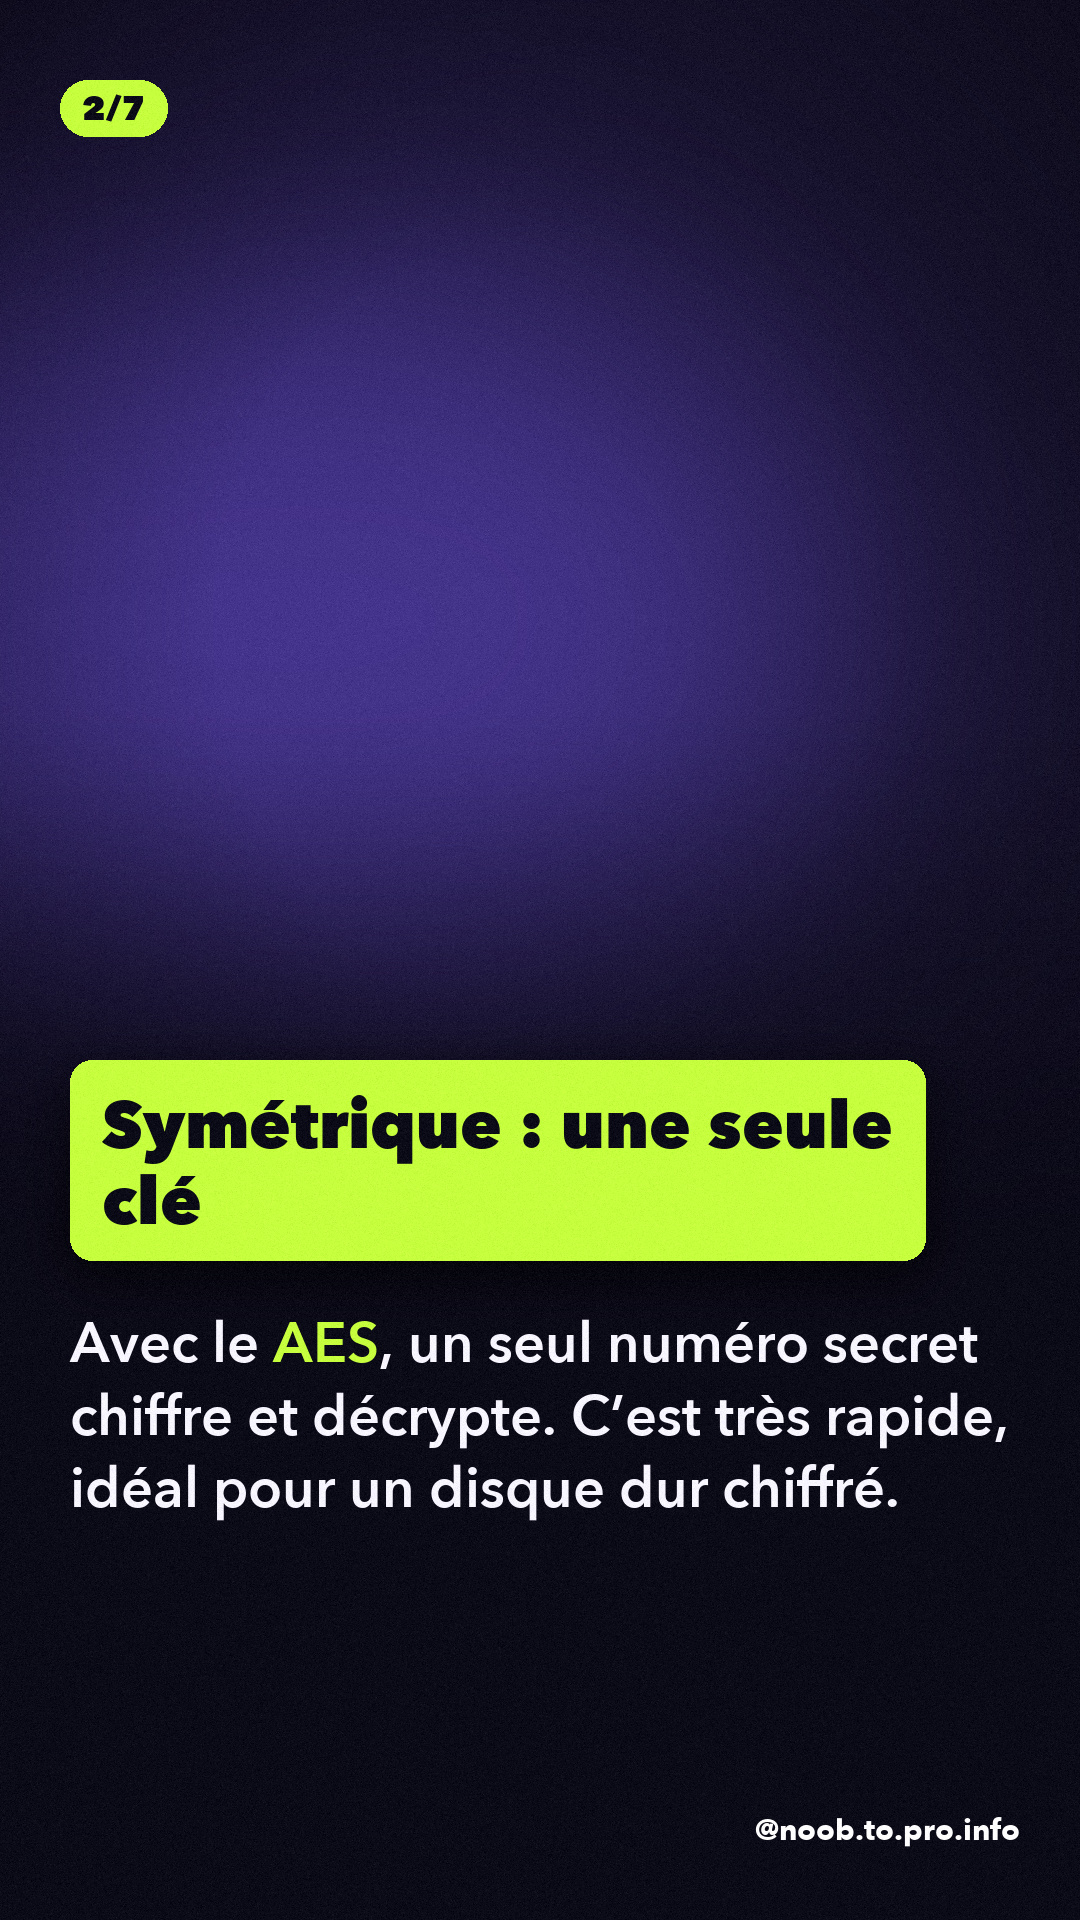 2/7
Symétrique : une seule
clé
Avec le AES, un seul numéro secret
chiffre et décrypte. C’est très rapide,
idéal pour un disque dur chiffré.
@noob.to.pro.info